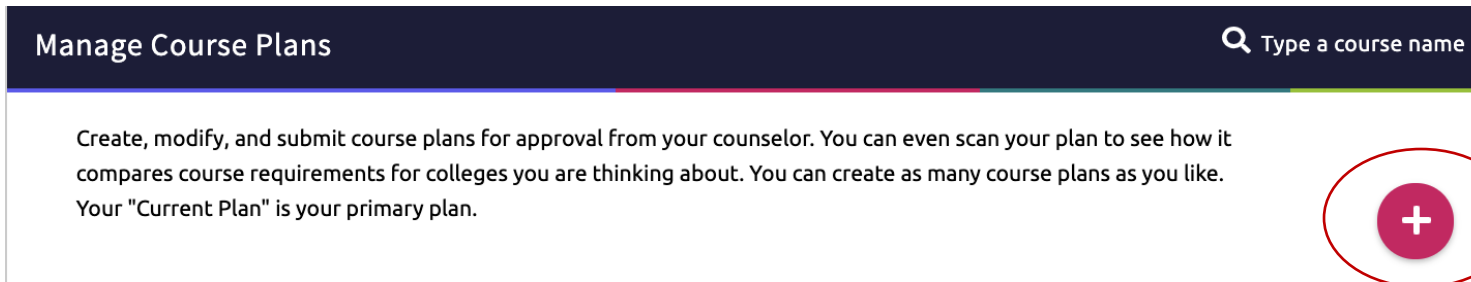 Manage Course Plans
Type a course name
Create, modify, and submit course plans for approval from your counselor. You can even scan your plan to see how it
compares course requirements for colleges you are thinking about. You can create as many course plans as you like.
Your "Current Plan" is your primary plan.